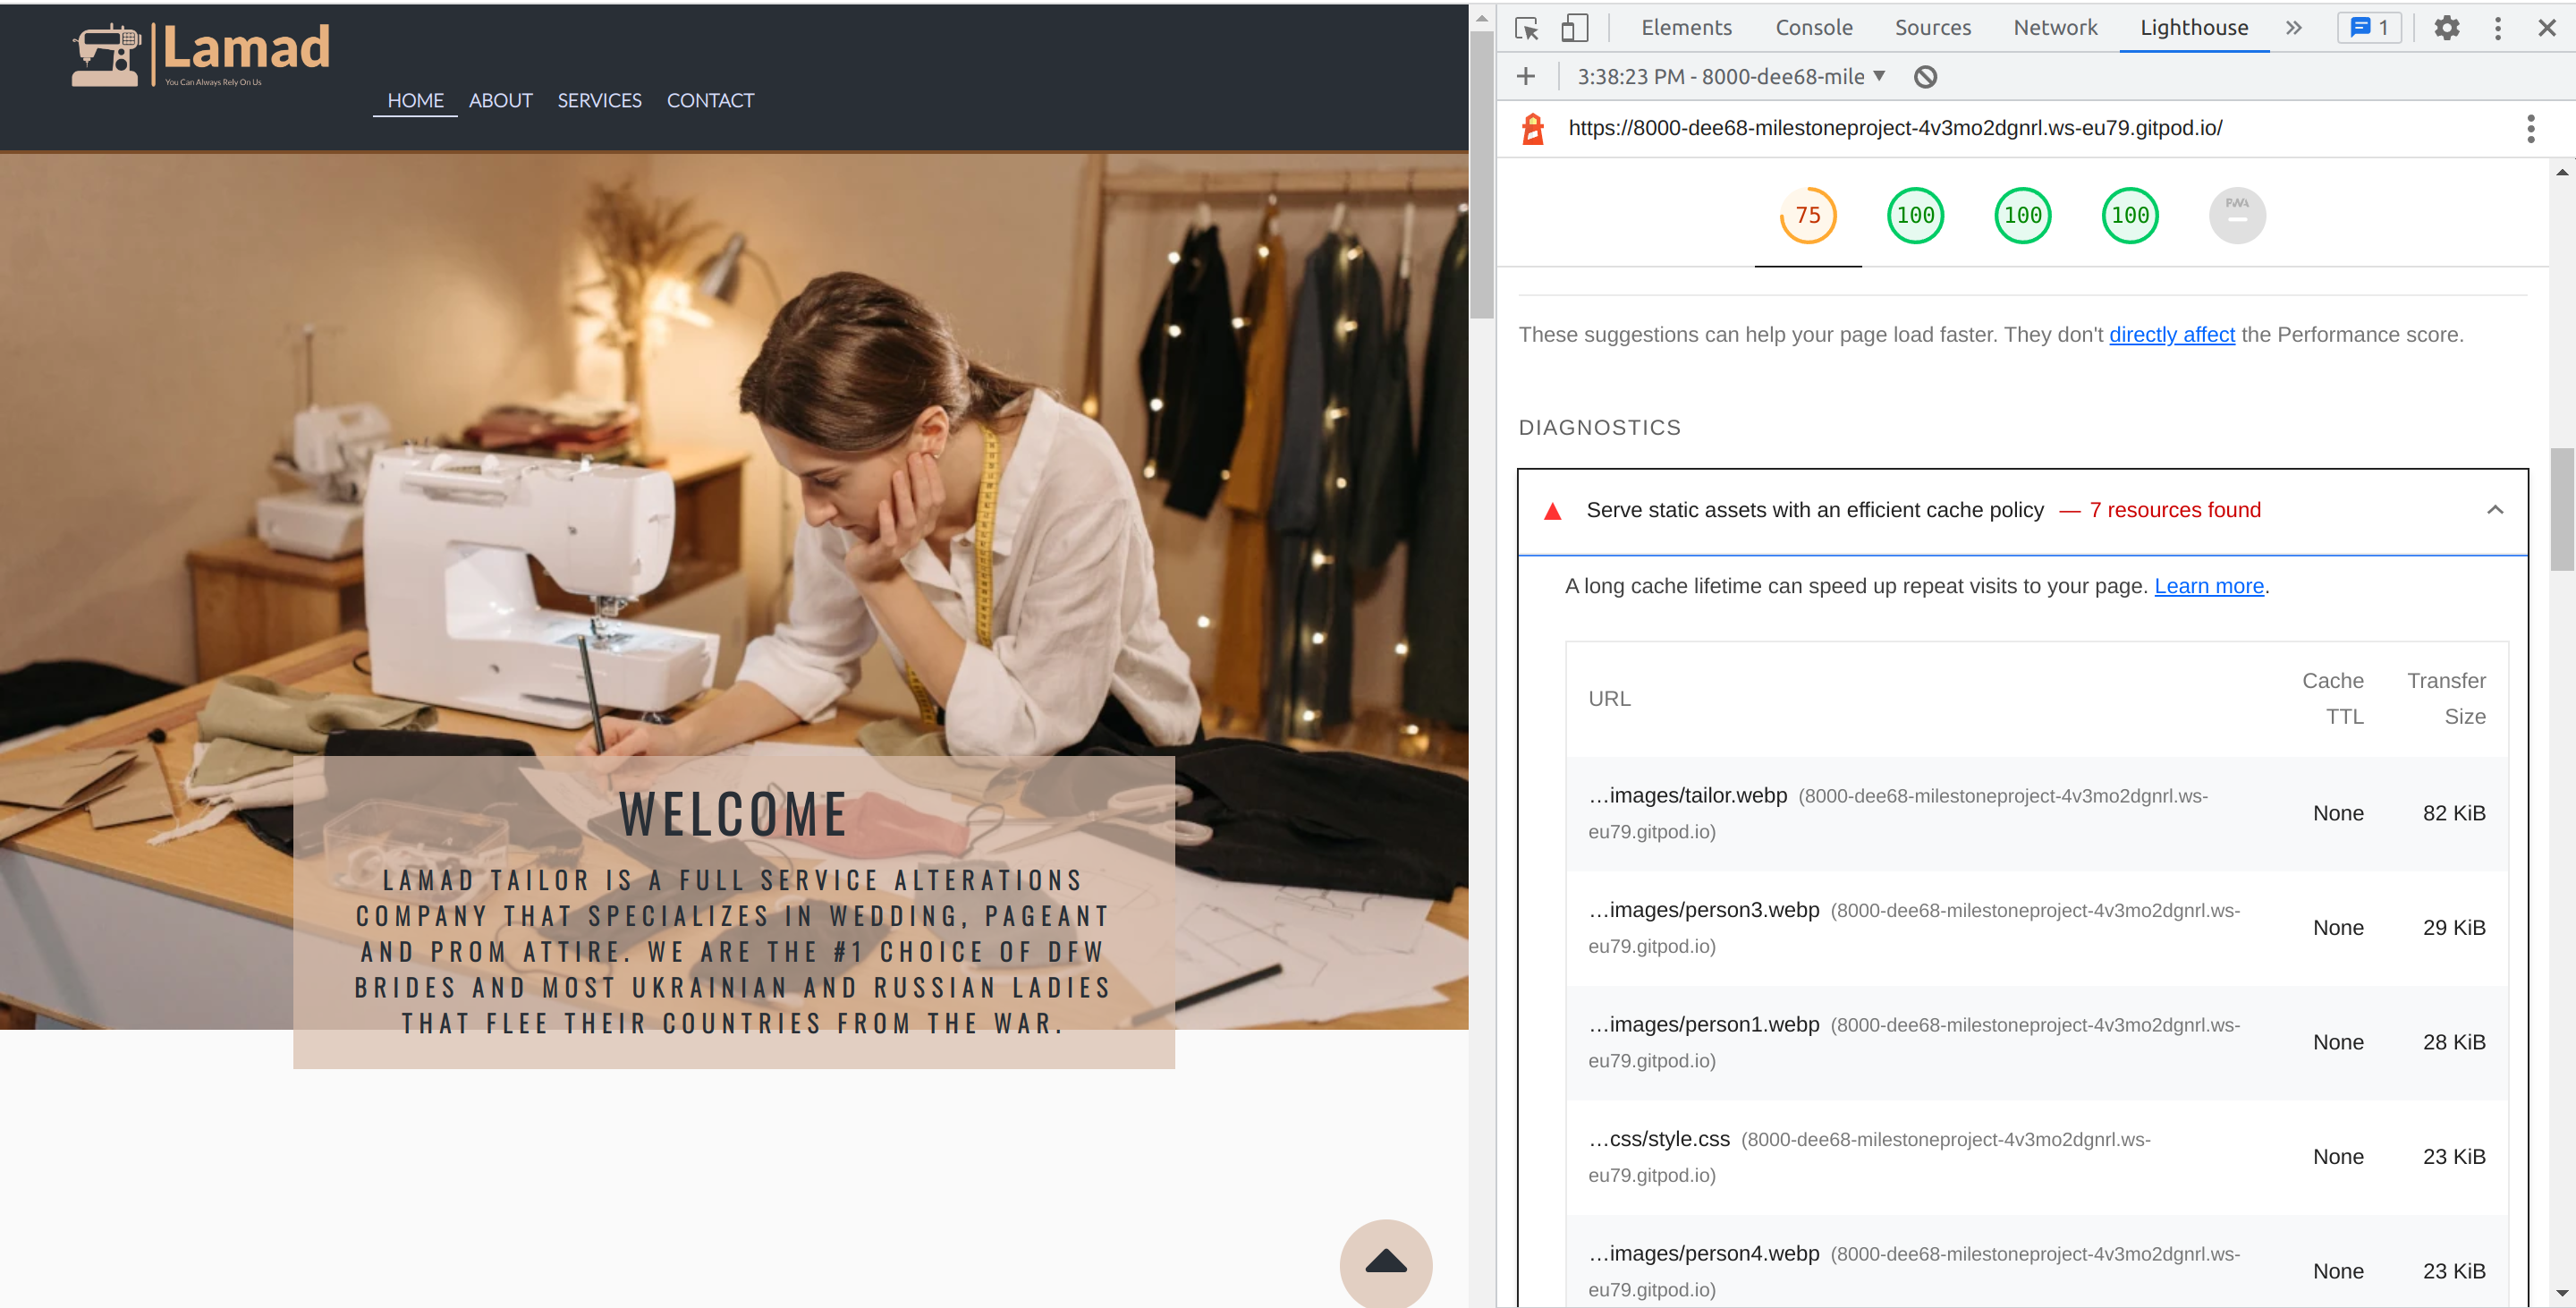 Lamad
You Can Always Rely On Us
HOME ABOUT SERVICES CONTACT
WELCOME
LAMAD TAILOR IS A FULL SERVICE ALTERATIONS
COMPANY THAT SPECIALIZES IN WEDDING, PAGEANT
AND PROM ATTIRE. WE ARE THE #1 CHOICE OF DFW
BRIDES AND MOST UKRAINIAN AND RUSSIAN LADIES
THAT FLEE THEIR COUNTRIES FROM THE WAR.
Elements Console Sources Network Lighthouse 1
3:38:23 PM - 8000-dee68-mile
https://8000-dee68-milestoneproject-4v3mo2dgnrl.ws-eu79.gitpod.io/
75 100 100 100 PWA
These suggestions can help your page load faster. They don't directly affect the Performance score.
DIAGNOSTICS
Serve static assets with an efficient cache policy — 7 resources found
A long cache lifetime can speed up repeat visits to your page. Learn more.
URL Cache TTL Transfer Size
...images/tailor.webp (8000-dee68-milestoneproject-4v3mo2dgnrl.ws-
eu79.gitpod.io) None 82 KiB
...images/person3.webp (8000-dee68-milestoneproject-4v3mo2dgnrl.ws-
eu79.gitpod.io) None 29 KiB
...images/person1.webp (8000-dee68-milestoneproject-4v3mo2dgnrl.ws-
eu79.gitpod.io) None 28 KiB
...css/style.css (8000-dee68-milestoneproject-4v3mo2dgnrl.ws-
eu79.gitpod.io) None 23 KiB
...images/person4.webp (8000-dee68-milestoneproject-4v3mo2dgnrl.ws-
eu79.gitpod.io) None 23 KiB